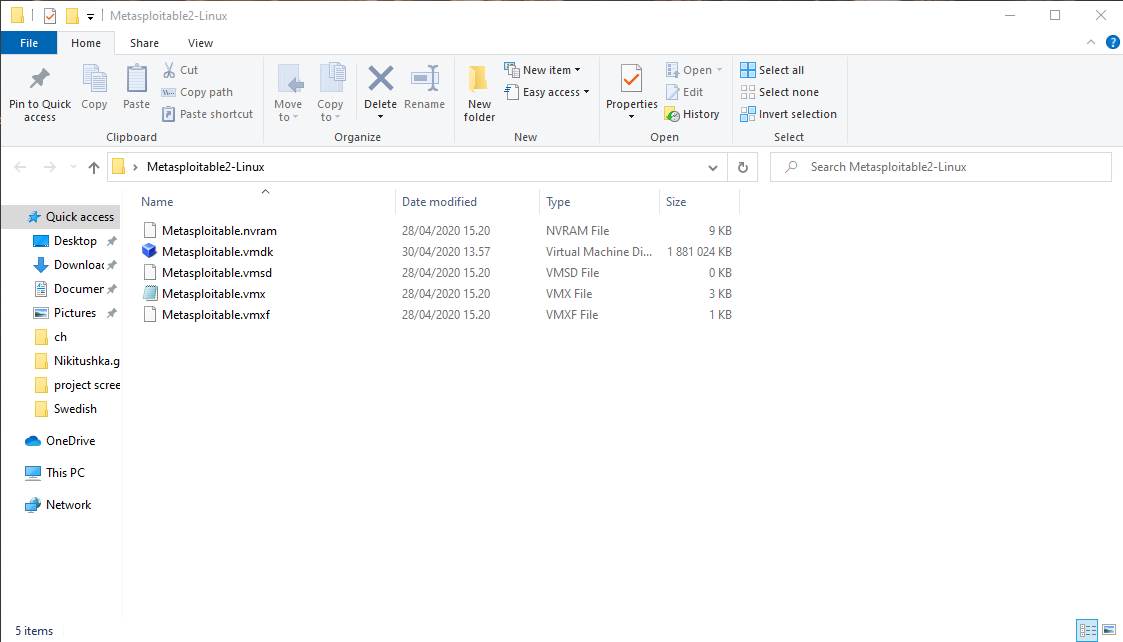 Metasploitable2-Linux
File Home Share View
Pin to Quick access
Copy
Paste
Cut
Copy path
Paste shortcut
Clipboard
Move to
Copy to
Delete
Rename
Organize
New folder
New item
Easy access
New
Properties
Open
Edit
History
Open
Select all
Select none
Invert selection
Select
Metasploitable2-Linux
Search Metasploitable2-Linux
Name Date modified Type Size
Metasploitable.nvram 28/04/2020 15.20 NVRAM File 9 KB
Metasploitable.vmdk 30/04/2020 13.57 Virtual Machine Di... 1 881 024 KB
Metasploitable.vmsd 28/04/2020 15.20 VMSD File 0 KB
Metasploitable.vmx 28/04/2020 15.20 VMX File 3 KB
Metasploitable.vmxf 28/04/2020 15.20 VMXF File 1 KB
Quick access
Desktop
Downloac
Documer
Pictures
ch
Nikitushka.g
project scree
Swedish
OneDrive
This PC
Network
5 items